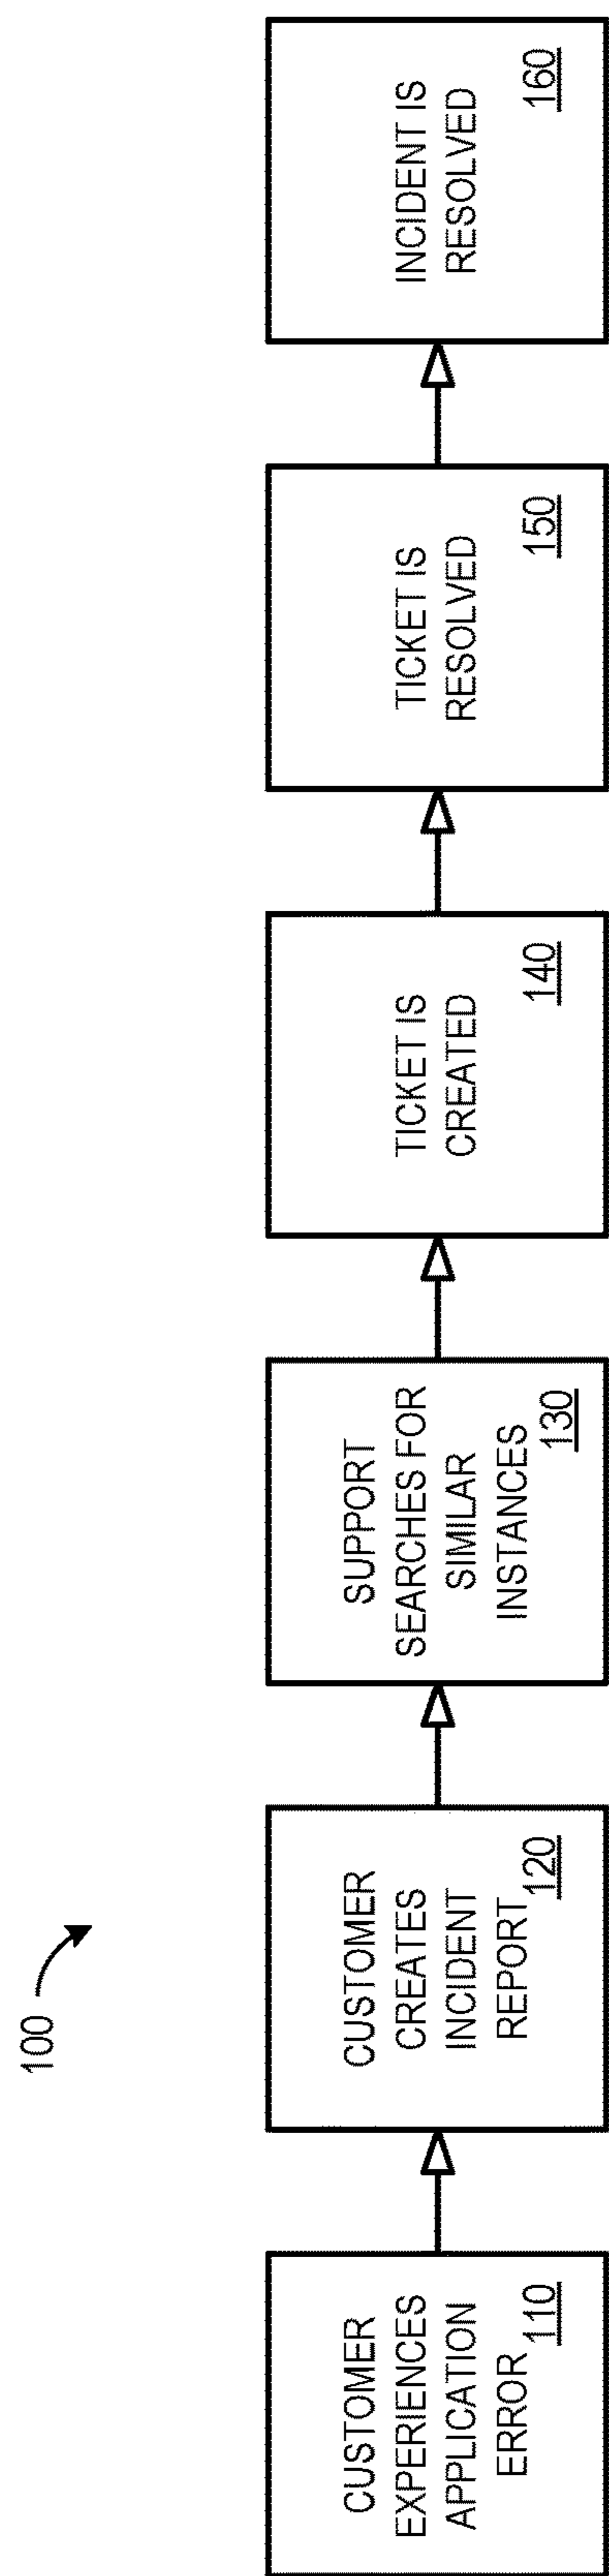 100
CUSTOMER
EXPERIENCES
APPLICATION
ERROR
110
CUSTOMER
CREATES
INCIDENT
REPORT
120
SUPPORT
SEARCHES FOR
SIMILAR
INSTANCES
130
TICKET IS
CREATED
140
TICKET IS
RESOLVED
150
INCIDENT IS
RESOLVED
160